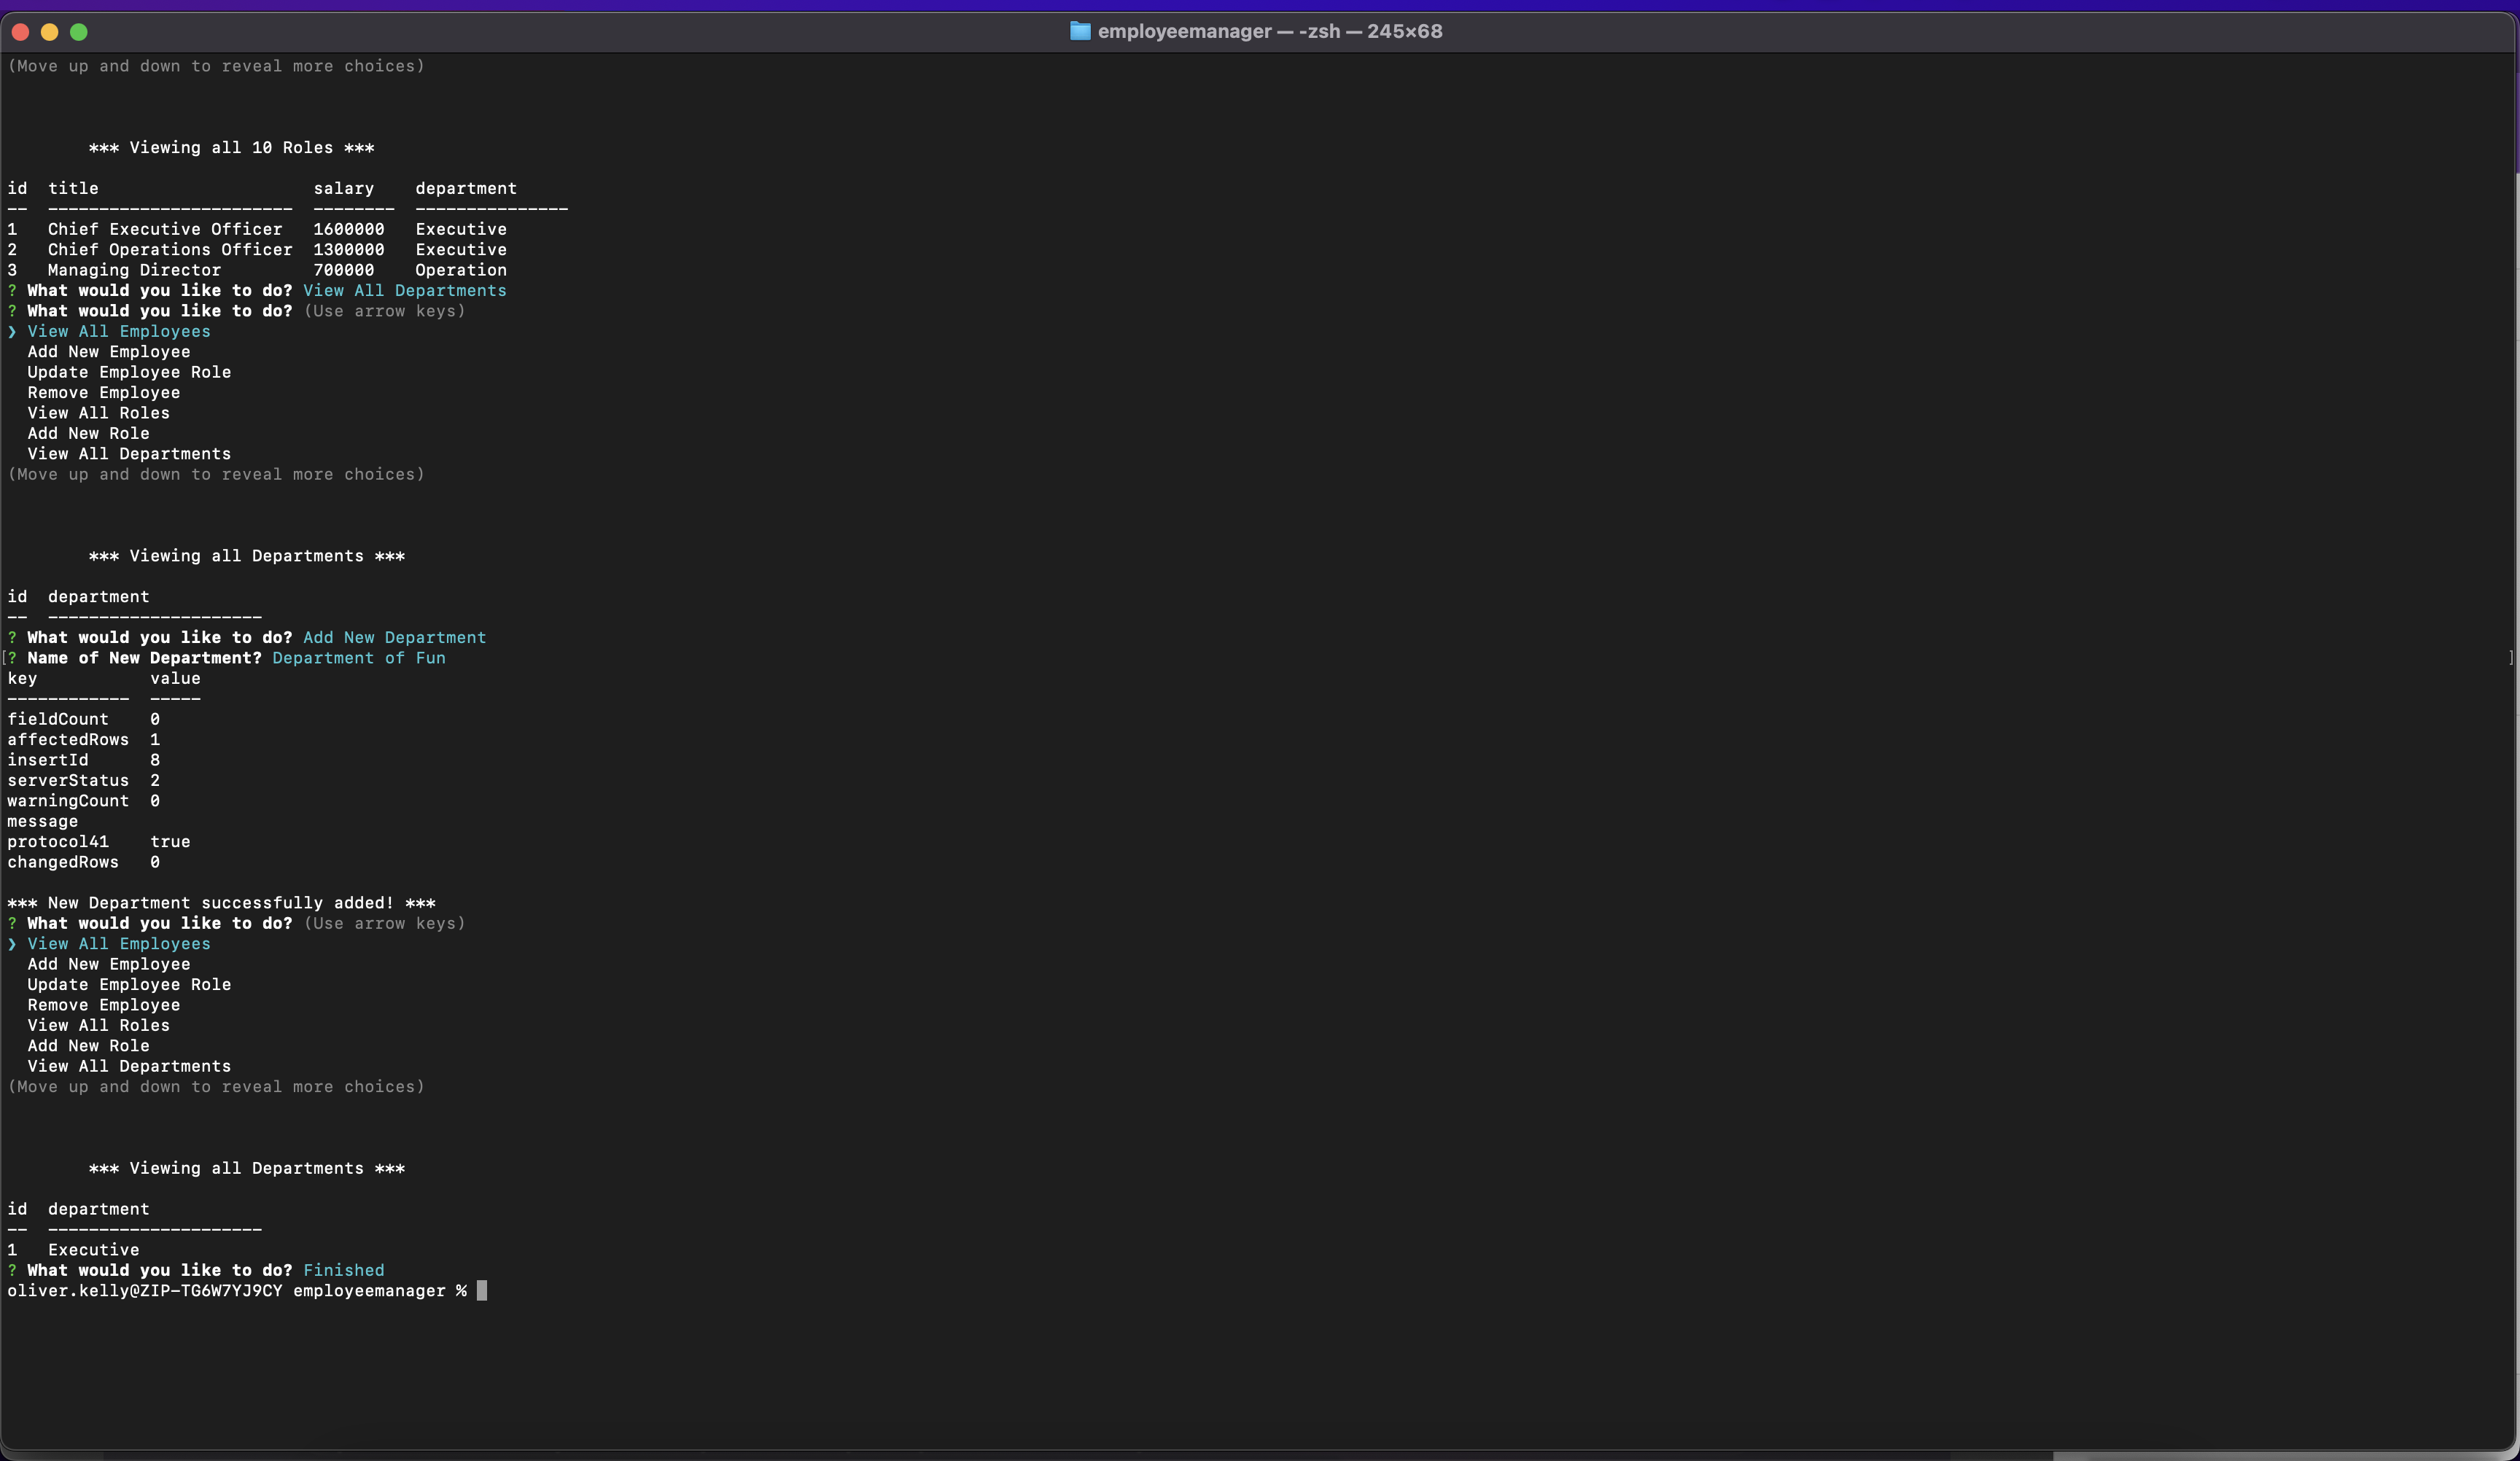 employeemanager — -zsh — 245×68
(Move up and down to reveal more choices)
*** Viewing all 10 Roles ***
id  title                     salary    department
--  ------------------------  --------  ---------------
1   Chief Executive Officer   1600000   Executive
2   Chief Operations Officer  1300000   Executive
3   Managing Director         700000    Operation
? What would you like to do? View All Departments
? What would you like to do? (Use arrow keys)
❯ View All Employees
  Add New Employee
  Update Employee Role
  Remove Employee
  View All Roles
  Add New Role
  View All Departments
(Move up and down to reveal more choices)
*** Viewing all Departments ***
id  department
--  ---------------------
? What would you like to do? Add New Department
[? Name of New Department? Department of Fun ]
key           value
------------  -----
fieldCount    0
affectedRows  1
insertId      8
serverStatus  2
warningCount  0
message
protocol41    true
changedRows   0
*** New Department successfully added! ***
? What would you like to do? (Use arrow keys)
❯ View All Employees
  Add New Employee
  Update Employee Role
  Remove Employee
  View All Roles
  Add New Role
  View All Departments
(Move up and down to reveal more choices)
*** Viewing all Departments ***
id  department
--  ---------------------
1   Executive
? What would you like to do? Finished
oliver.kelly@ZIP-TG6W7YJ9CY employeemanager %